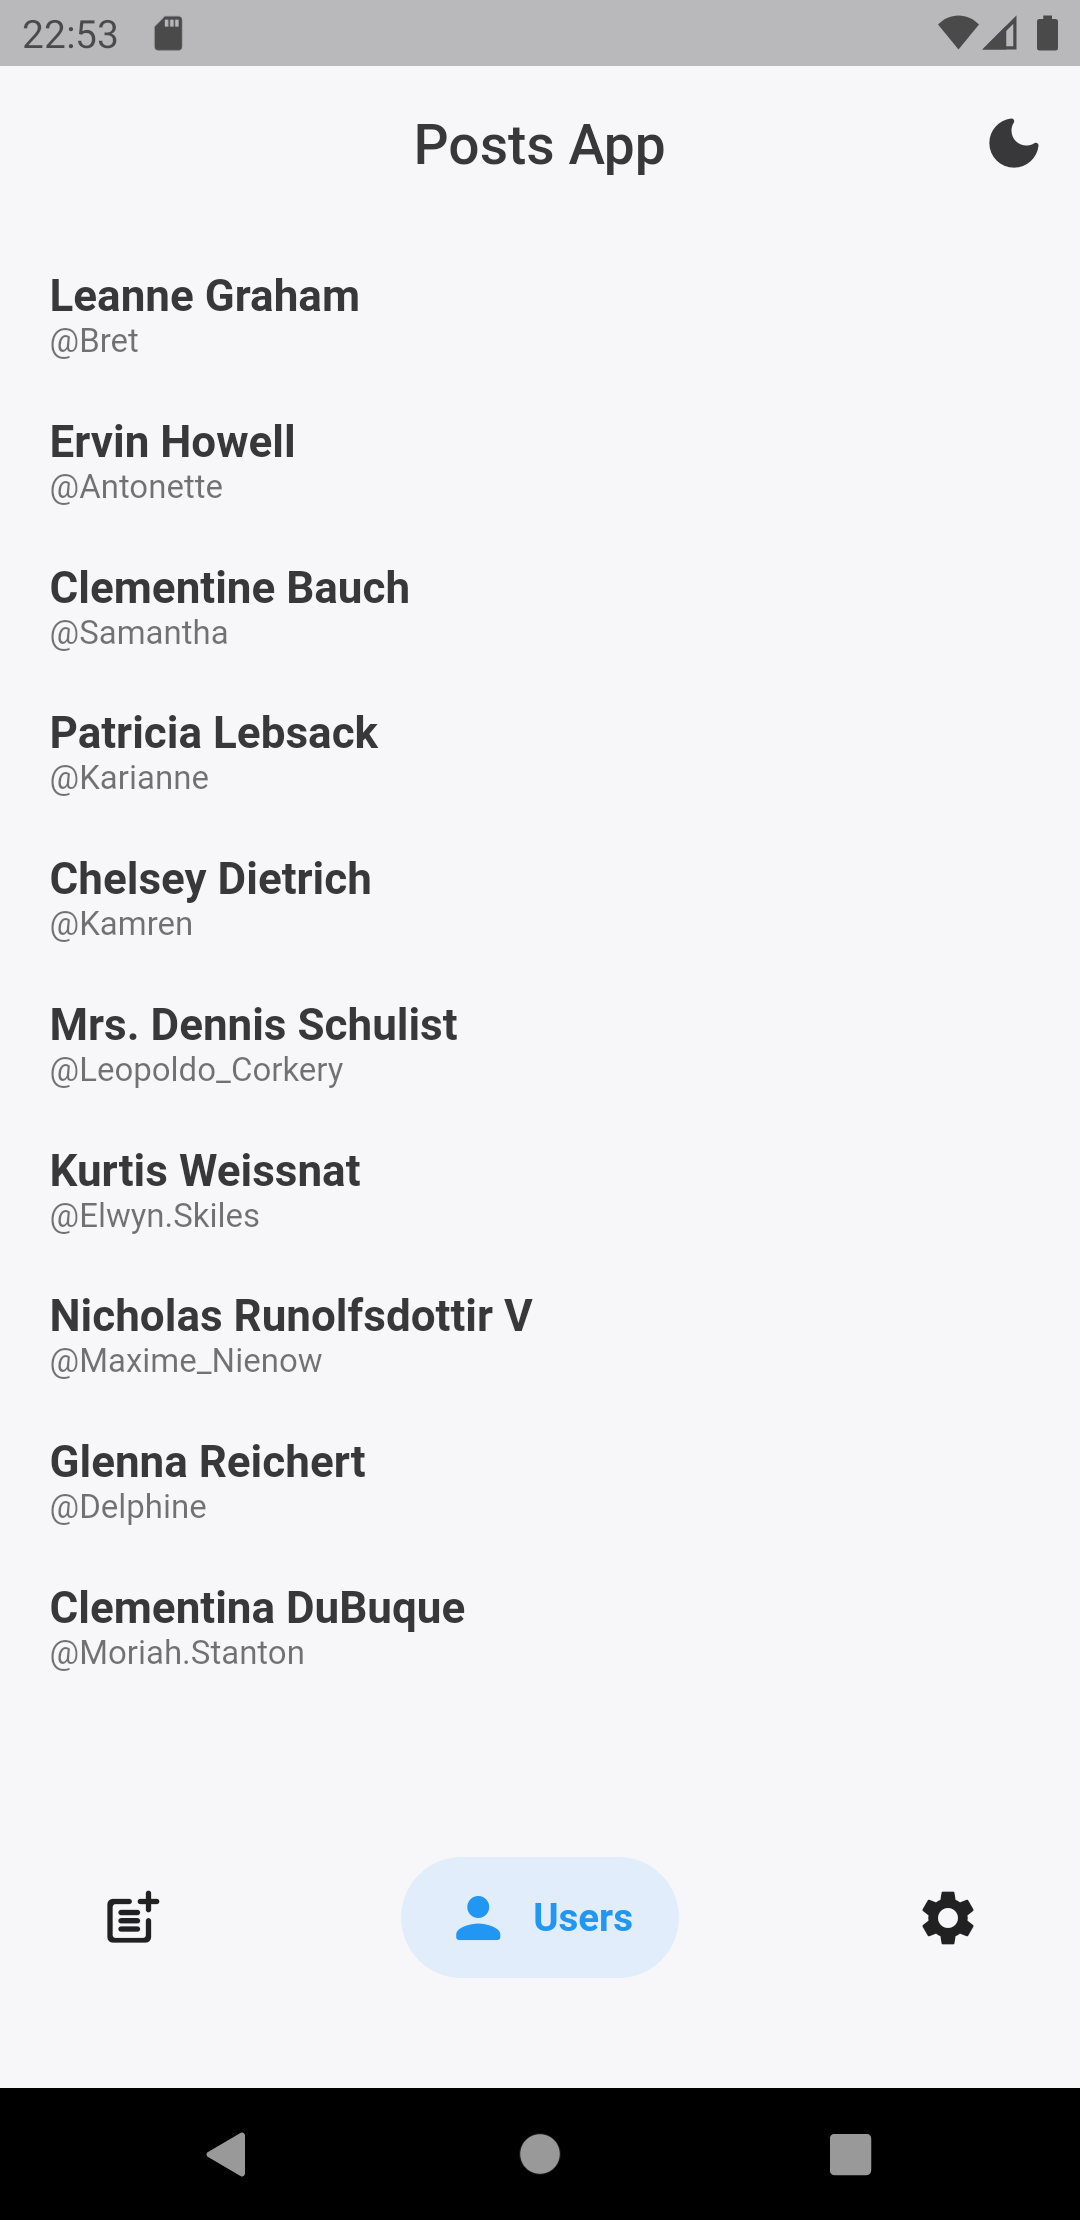 22:53
Posts App
Leanne Graham
@Bret
Ervin Howell
@Antonette
Clementine Bauch
@Samantha
Patricia Lebsack
@Karianne
Chelsey Dietrich
@Kamren
Mrs. Dennis Schulist
@Leopoldo_Corkery
Kurtis Weissnat
@Elwyn.Skiles
Nicholas Runolfsdottir V
@Maxime_Nienow
Glenna Reichert
@Delphine
Clementina DuBuque
@Moriah.Stanton
Users